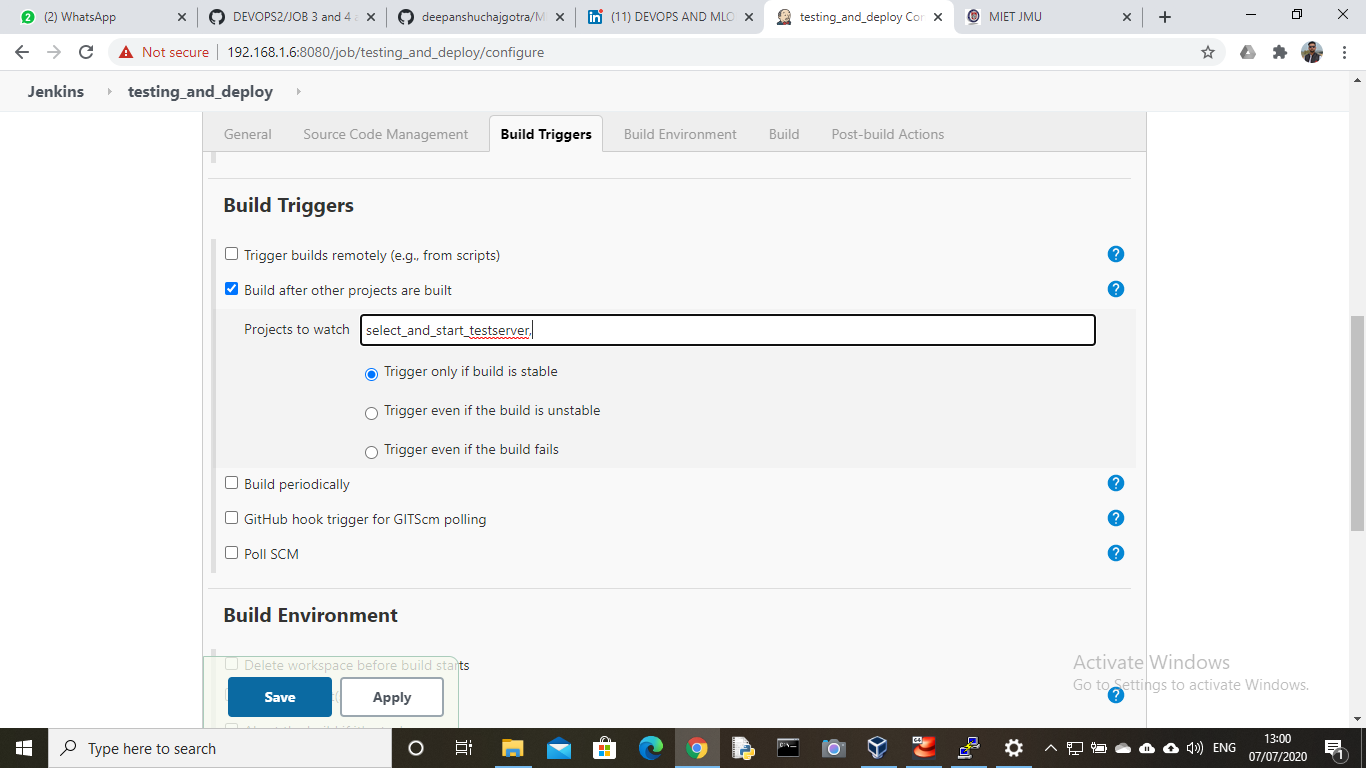 (2) WhatsApp
DEVOPS2/JOB 3 and 4 a
deepanshuchajgotra/M
(11) DEVOPS AND MLO
testing_and_deploy Con
MIET JMU
Not secure
192.168.1.6:8080/job/testing_and_deploy/configure
Jenkins
testing_and_deploy
General
Source Code Management
Build Triggers
Build Environment
Build
Post-build Actions
Build Triggers
Trigger builds remotely (e.g., from scripts)
Build after other projects are built
Projects to watch
select_and_start_testserver,
Trigger only if build is stable
Trigger even if the build is unstable
Trigger even if the build fails
Build periodically
GitHub hook trigger for GITScm polling
Poll SCM
Build Environment
Delete workspace before build starts
Save
Apply
Activate Windows
Go to Settings to activate Windows.
Type here to search
ENG
13:00
07/07/2020
1